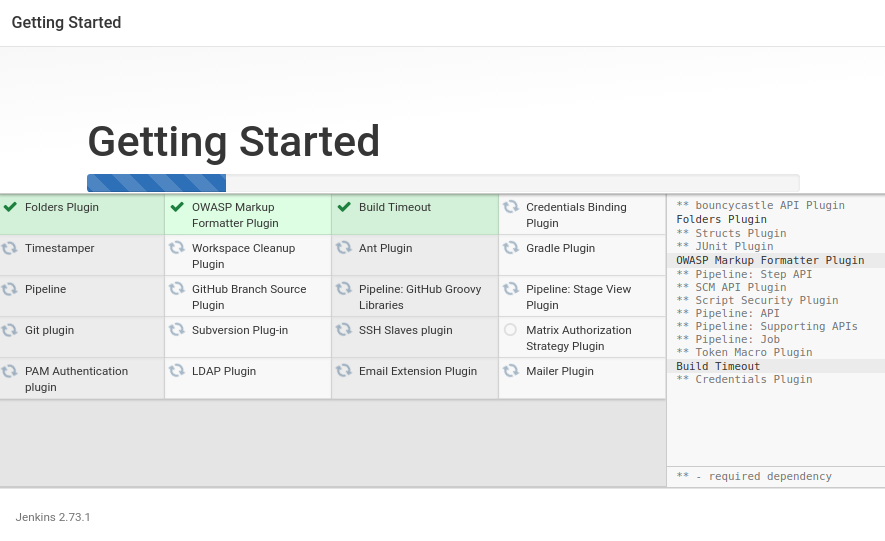 Getting Started
Getting Started
Folders Plugin
OWASP Markup
Formatter Plugin
Build Timeout
Credentials Binding
Plugin
Timestamper
Workspace Cleanup
Plugin
Ant Plugin
Gradle Plugin
Pipeline
GitHub Branch Source
Plugin
Pipeline: GitHub Groovy
Libraries
Pipeline: Stage View
Plugin
Git plugin
Subversion Plug-in
SSH Slaves plugin
Matrix Authorization
Strategy Plugin
PAM Authentication
plugin
LDAP Plugin
Email Extension Plugin
Mailer Plugin
** bouncycastle API Plugin
Folders Plugin
** Structs Plugin
** JUnit Plugin
OWASP Markup Formatter Plugin
** Pipeline: Step API
** SCM API Plugin
** Script Security Plugin
** Pipeline: API
** Pipeline: Supporting APIs
** Pipeline: Job
** Token Macro Plugin
Build Timeout
** Credentials Plugin
** - required dependency
Jenkins 2.73.1